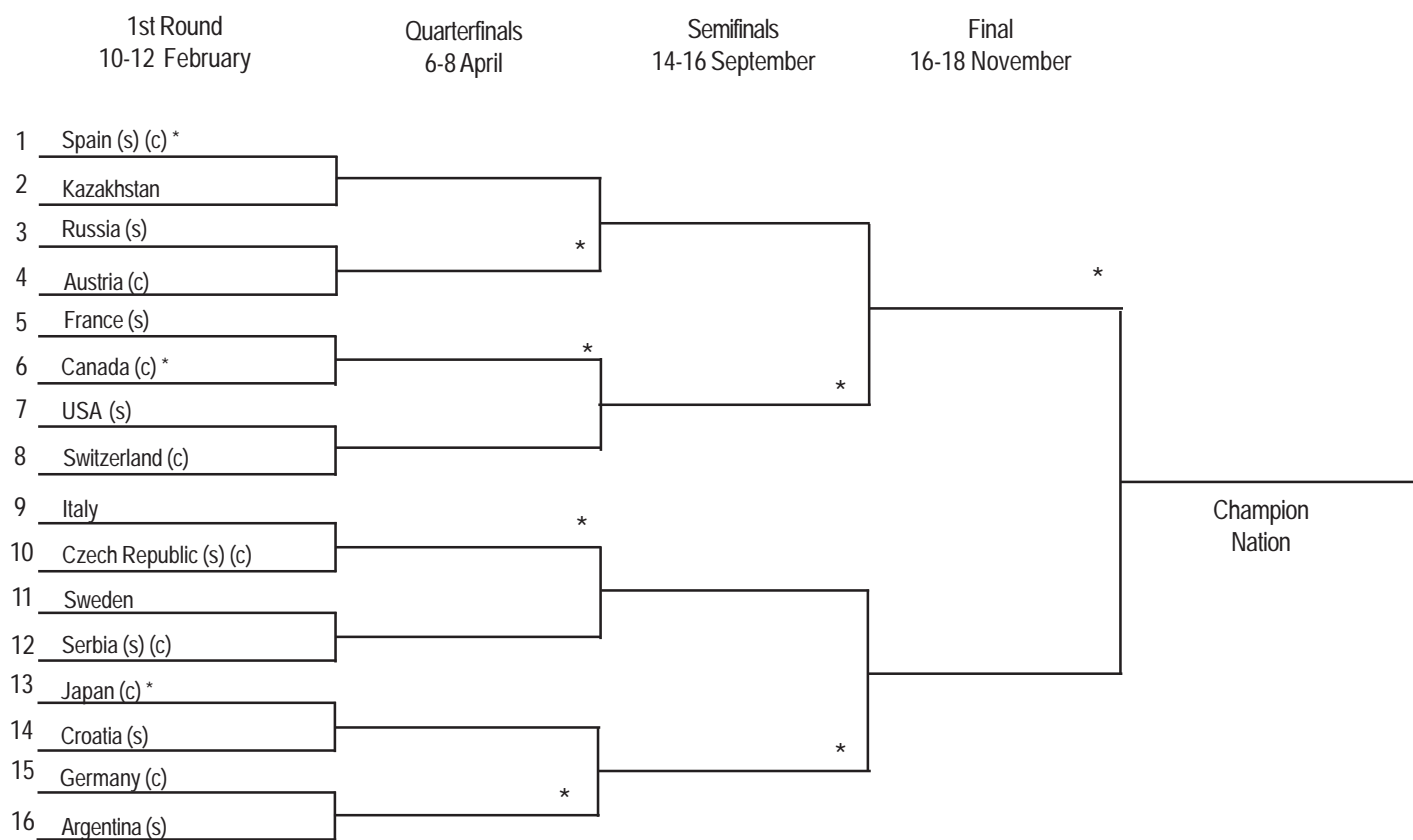 1st Round
10-12 February
Quarterfinals
6-8 April
Semifinals
14-16 September
Final
16-18 November
1 Spain (s) (c) *
2 Kazakhstan
3 Russia (s)
*
4 Austria (c)
*
5 France (s)
*
6 Canada (c) *
*
7 USA (s)
8 Switzerland (c)
9 Italy
*
10 Czech Republic (s) (c)
11 Sweden
12 Serbia (s) (c)
13 Japan (c) *
14 Croatia (s)
*
15 Germany (c)
*
16 Argentina (s)
Champion
Nation